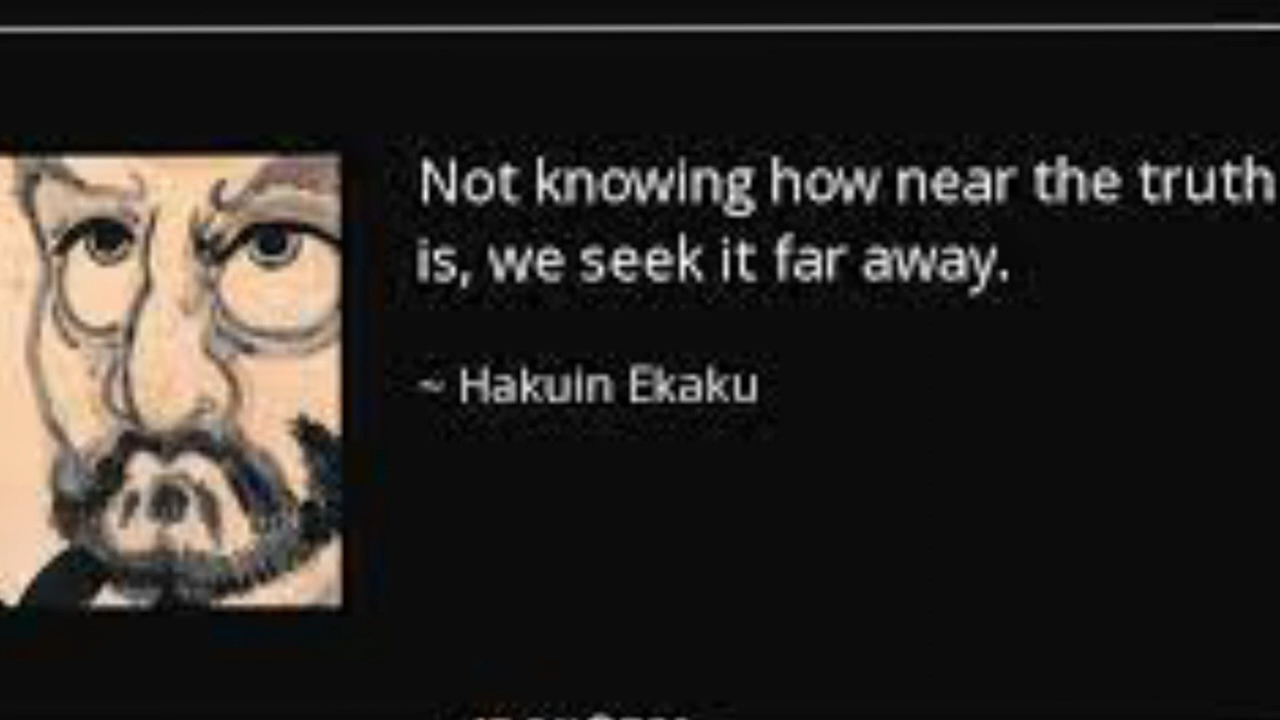 Not knowing how near the truth
is, we seek it far away.
~ Hakuin Ekaku